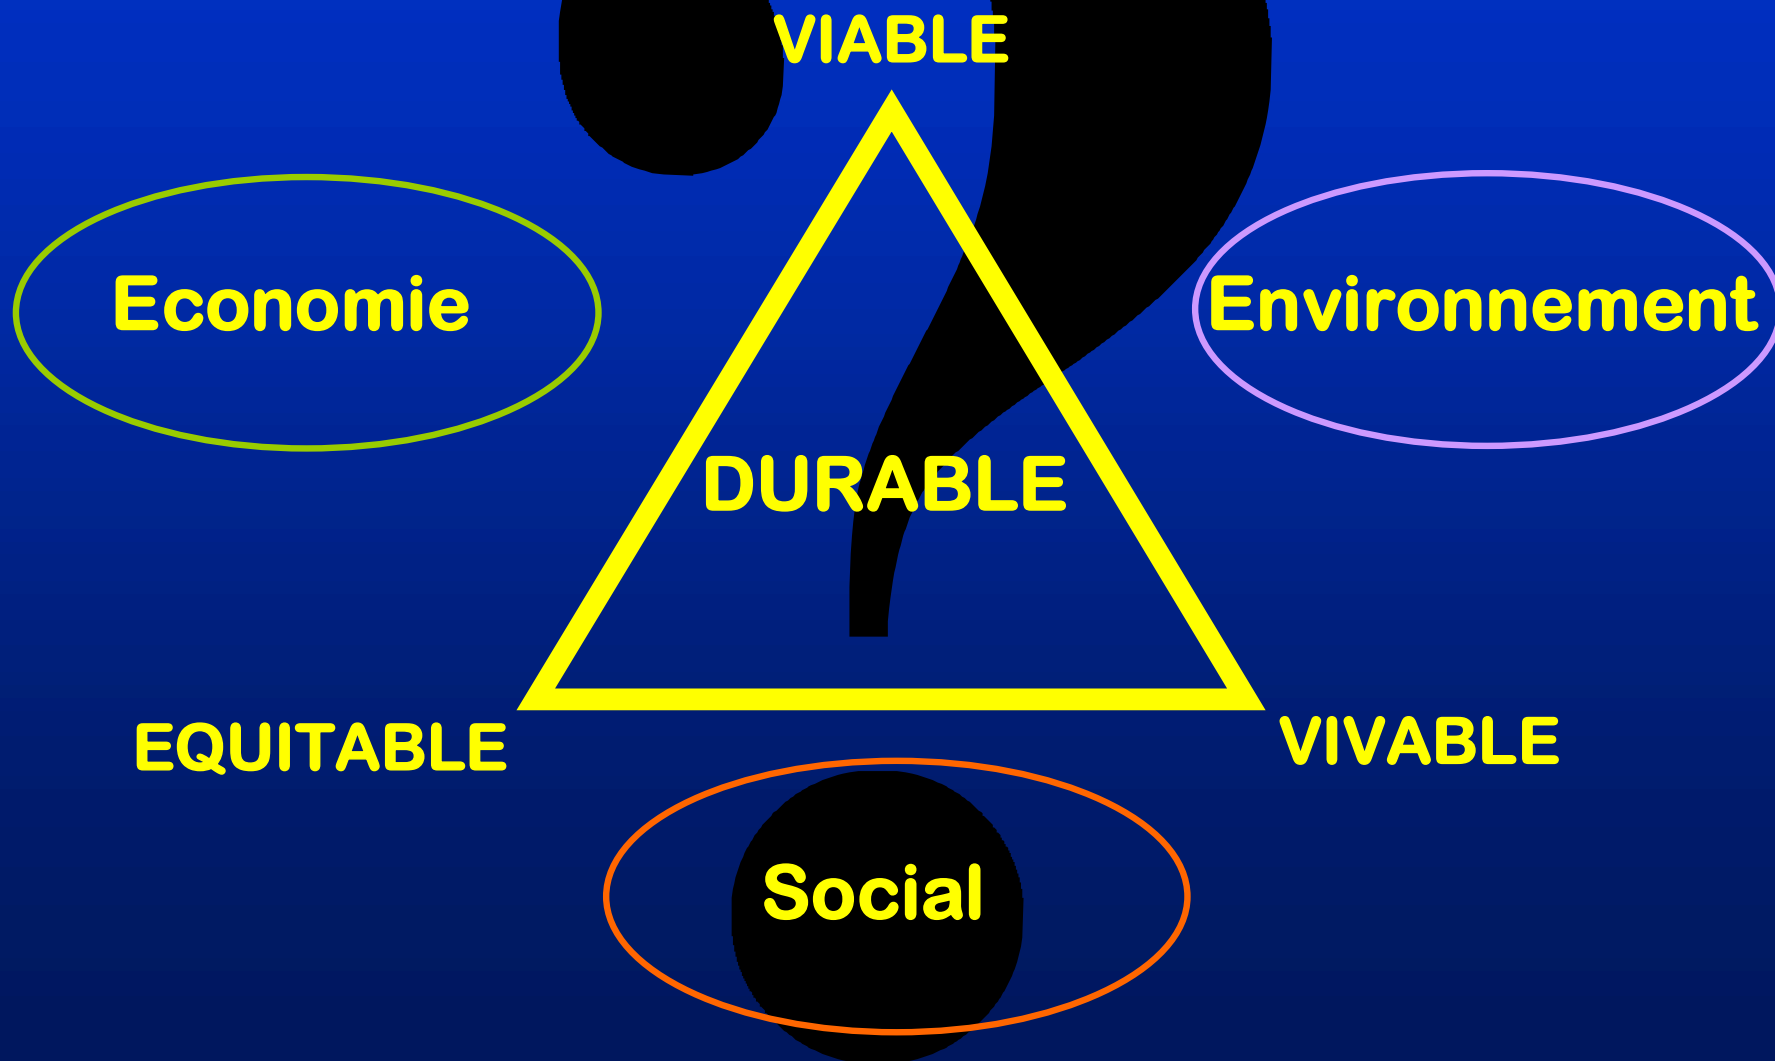 VIABLE
Economie
Environnement
DURABLE
EQUITABLE
VIVABLE
Social